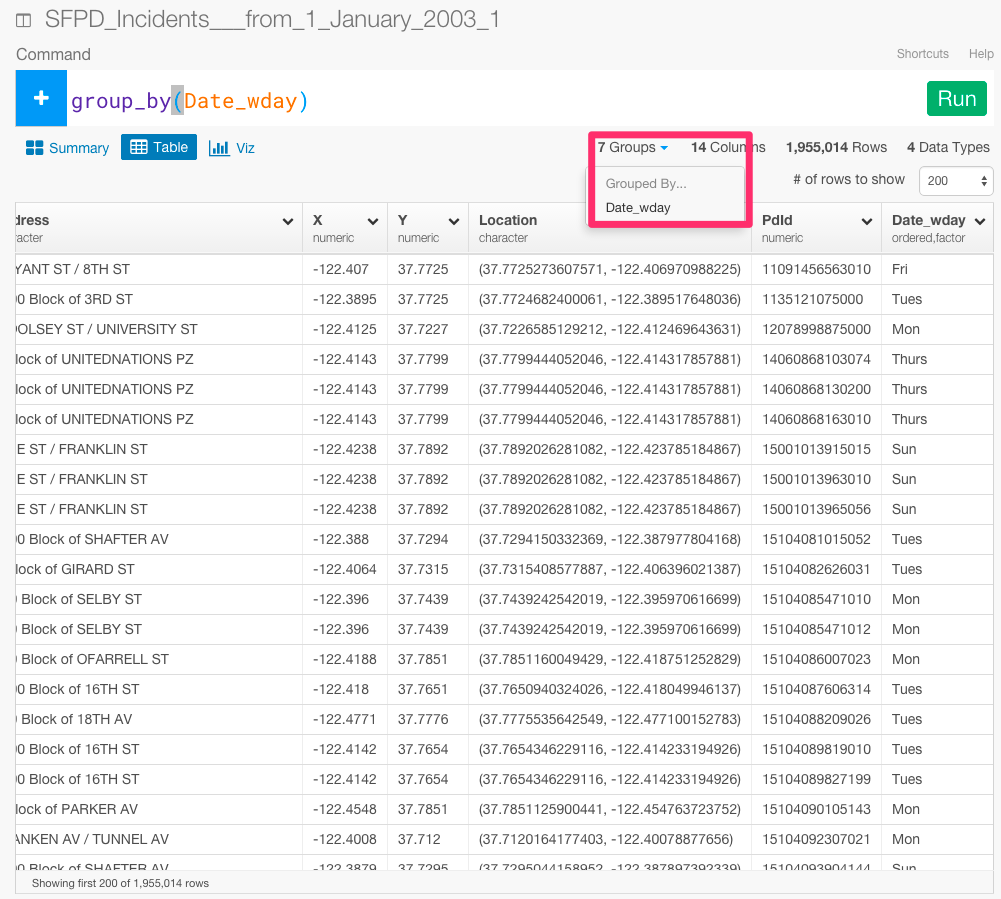 SFPD_Incidents___from_1_January_2003_1
Command
Shortcuts Help
+ group_by(Date_wday)
Run
Summary Table Viz
7 Groups 14 Columns 1,955,014 Rows 4 Data Types
Grouped By...
Date_wday
# of rows to show 200
dress X Y Location PdId Date_wday
racter numeric numeric character numeric ordered,factor
YANT ST / 8TH ST -122.407 37.7725 (37.7725273607571, -122.406970988225) 11091456563010 Fri
00 Block of 3RD ST -122.3895 37.7725 (37.7724682400061, -122.389517648036) 1135121075000 Tues
OOLSEY ST / UNIVERSITY ST -122.4125 37.7227 (37.7226585129212, -122.412469643631) 12078998875000 Mon
lock of UNITEDNATIONS PZ -122.4143 37.7799 (37.7799444052046, -122.414317857881) 14060868103074 Thurs
lock of UNITEDNATIONS PZ -122.4143 37.7799 (37.7799444052046, -122.414317857881) 14060868130200 Thurs
lock of UNITEDNATIONS PZ -122.4143 37.7799 (37.7799444052046, -122.414317857881) 14060868163010 Thurs
E ST / FRANKLIN ST -122.4238 37.7892 (37.7892026281082, -122.423785184867) 15001013915015 Sun
E ST / FRANKLIN ST -122.4238 37.7892 (37.7892026281082, -122.423785184867) 15001013963010 Sun
E ST / FRANKLIN ST -122.4238 37.7892 (37.7892026281082, -122.423785184867) 15001013965056 Sun
00 Block of SHAFTER AV -122.388 37.7294 (37.7294150332369, -122.387977804168) 15104081015052 Tues
lock of GIRARD ST -122.4064 37.7315 (37.7315408577887, -122.406396021387) 15104082626031 Tues
0 Block of SELBY ST -122.396 37.7439 (37.7439242542019, -122.395970616699) 15104085471010 Mon
0 Block of SELBY ST -122.396 37.7439 (37.7439242542019, -122.395970616699) 15104085471012 Mon
0 Block of OFARRELL ST -122.4188 37.7851 (37.7851160049429, -122.418751252829) 15104086007023 Mon
00 Block of 16TH ST -122.418 37.7651 (37.7650940324026, -122.418049946137) 15104087606314 Tues
0 Block of 18TH AV -122.4771 37.7776 (37.7775535642549, -122.477100152783) 15104088209026 Tues
00 Block of 16TH ST -122.4142 37.7654 (37.7654346229116, -122.414233194926) 15104089819010 Tues
00 Block of 16TH ST -122.4142 37.7654 (37.7654346229116, -122.414233194926) 15104089827199 Tues
lock of PARKER AV -122.4548 37.7851 (37.7851125900441, -122.454763723752) 15104090105143 Mon
ANKEN AV / TUNNEL AV -122.4008 37.712 (37.7120164177403, -122.40078877656) 15104092307021 Mon
00 Block of SHAFTER AV -122.3879 37.7295 (37.7295044158952, -122.387897392339) 15104093904144 Sun
Showing first 200 of 1,955,014 rows